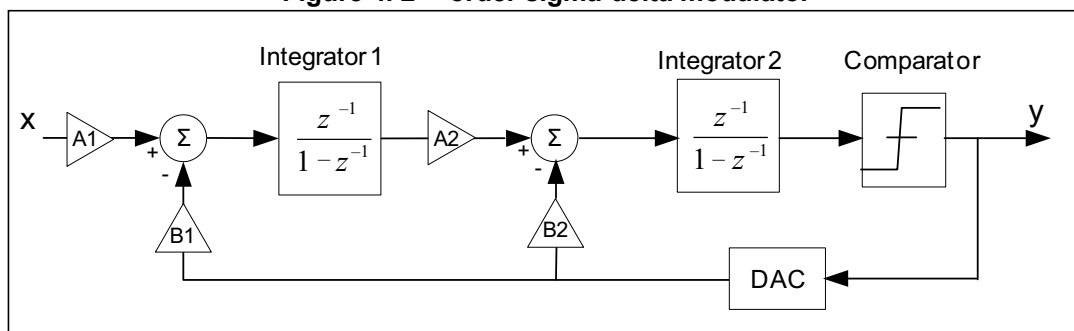 Integrator 1
Integrator 2
Comparator
x
A1
+
-
Σ
z^{-1}
1 - z^{-1}
A2
+
-
Σ
z^{-1}
1 - z^{-1}
y
B1
B2
DAC